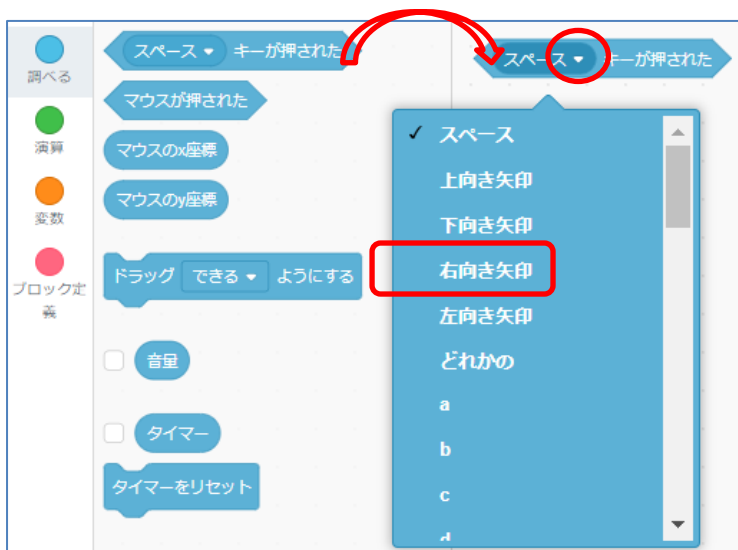 調べる
演算
変数
ブロック定
義
スペース キーが押された
マウスが押された
マウスのx座標
マウスのy座標
ドラッグ できる ようにする
音量
タイマー
タイマーをリセット
スペース キーが押された
✓ スペース
上向き矢印
下向き矢印
右向き矢印
左向き矢印
どれかの
a
b
c
d